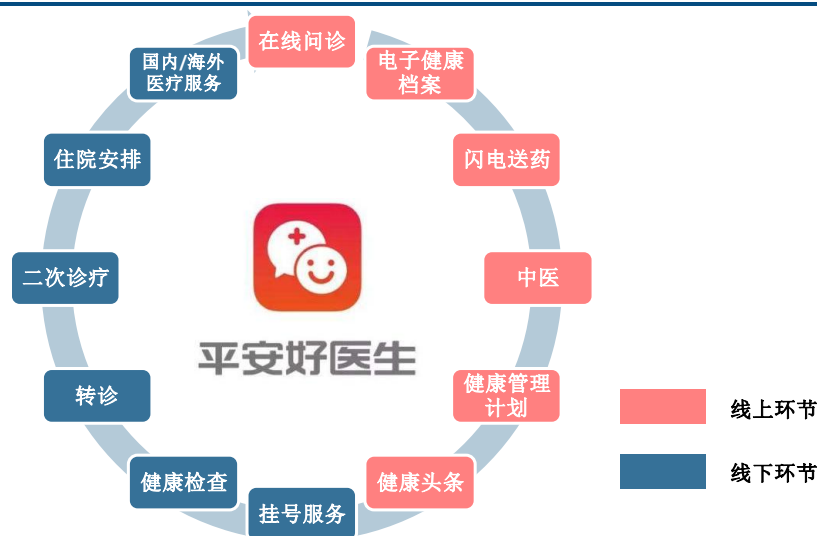 在线问诊
电子健康
档案
闪电送药
中医
健康管理
计划
健康头条
挂号服务
健康检查
转诊
二次诊疗
住院安排
国内/海外
医疗服务
平安好医生
线上环节
线下环节